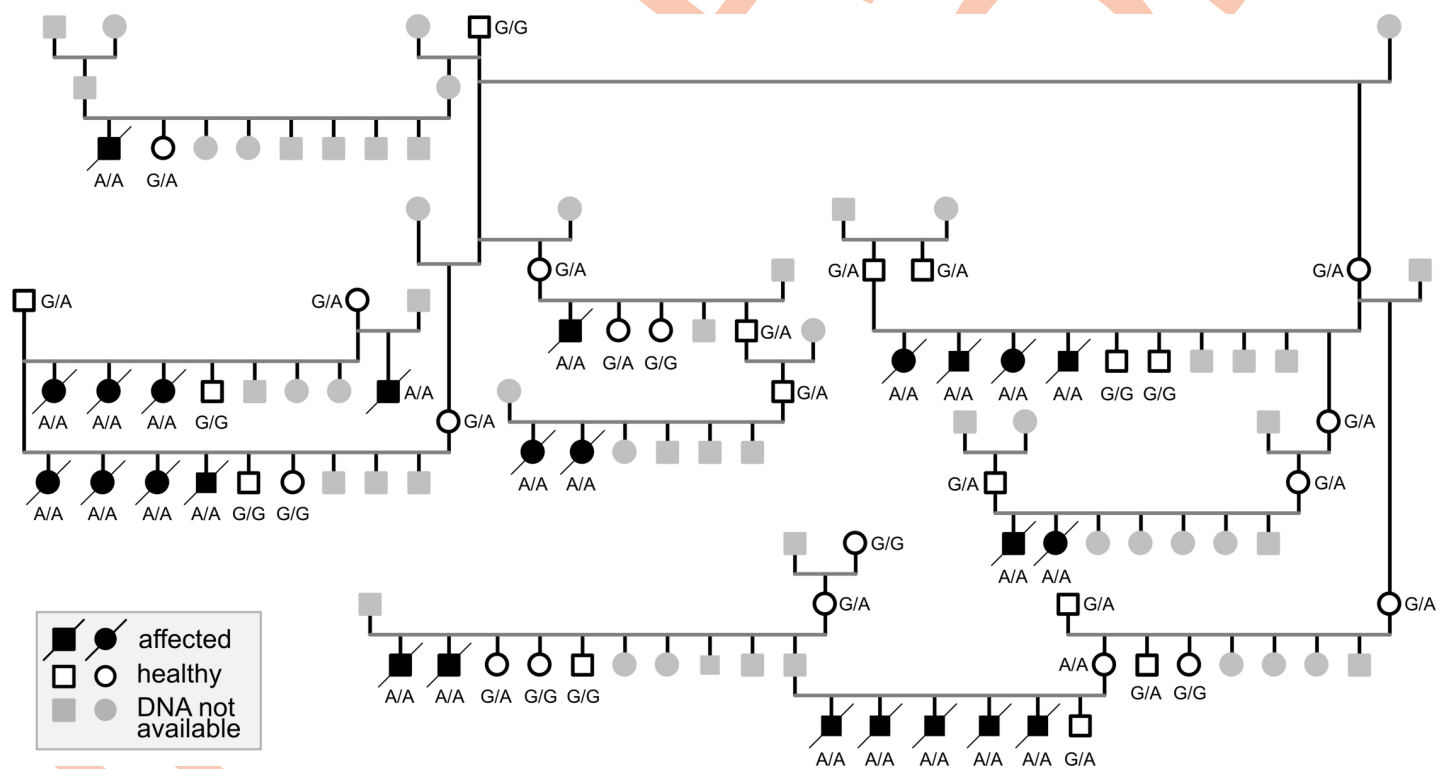 G/G
A/A G/A
G/A
G/A G/A G/A
G/A G/A
G/A
A/A G/A G/G
A/A A/A A/A A/A G/G G/G
A/A
A/A A/A A/A G/G
G/A
G/A
G/A
A/A A/A
G/A G/A
A/A A/A A/A A/A G/G G/G
G/G
A/A A/A
G/A G/A G/A
affected
healthy
DNA not
available
A/A
A/A A/A G/A G/G G/G
G/A G/G
A/A A/A A/A A/A A/A G/A